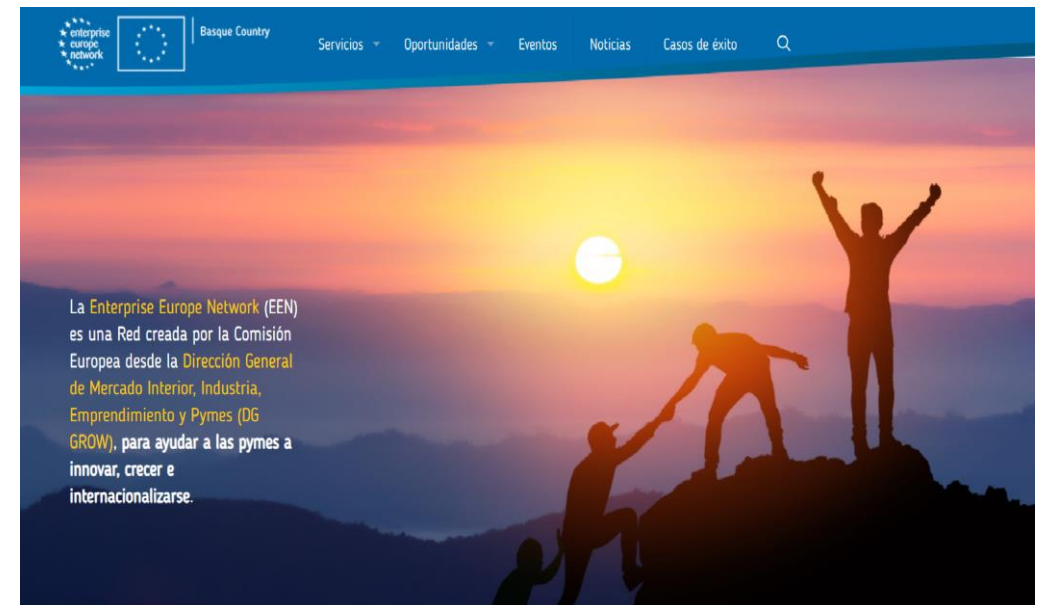 enterprise
europe
network
Basque Country
Servicios
Oportunidades
Eventos
Noticias
Casos de éxito
La Enterprise Europe Network (EEN)
es una Red creada por la Comisión
Europea desde la Dirección General
de Mercado Interior, Industria,
Emprendimiento y Pymes (DG
GROW), para ayudar a las pymes a
innovar, crecer e
internacionalizarse.